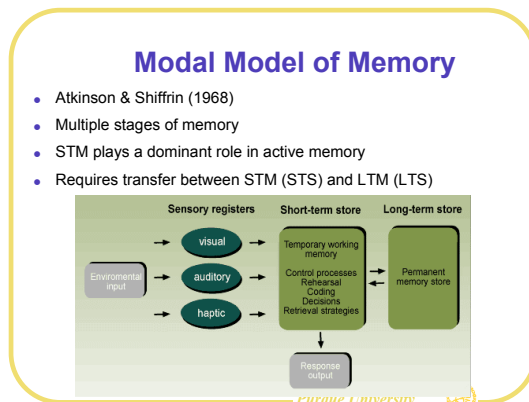 Modal Model of Memory
Atkinson & Shiffrin (1968)
Multiple stages of memory
STM plays a dominant role in active memory
Requires transfer between STM (STS) and LTM (LTS)
Sensory registers Short-term store Long-term store
Enviromental
input
visual
auditory
haptic
Temporary working
memory
Control processes
Rehearsal
Coding
Decisions
Retrieval strategies
Permanent
memory store
Response
output
Purdue University